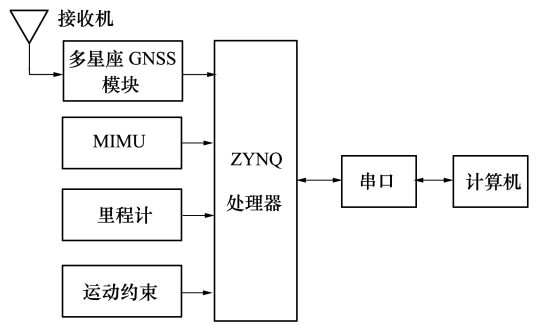 接收机
多星座 GNSS
模块
MIMU
里程计
运动约束
ZYNQ
处理器
串口
计算机